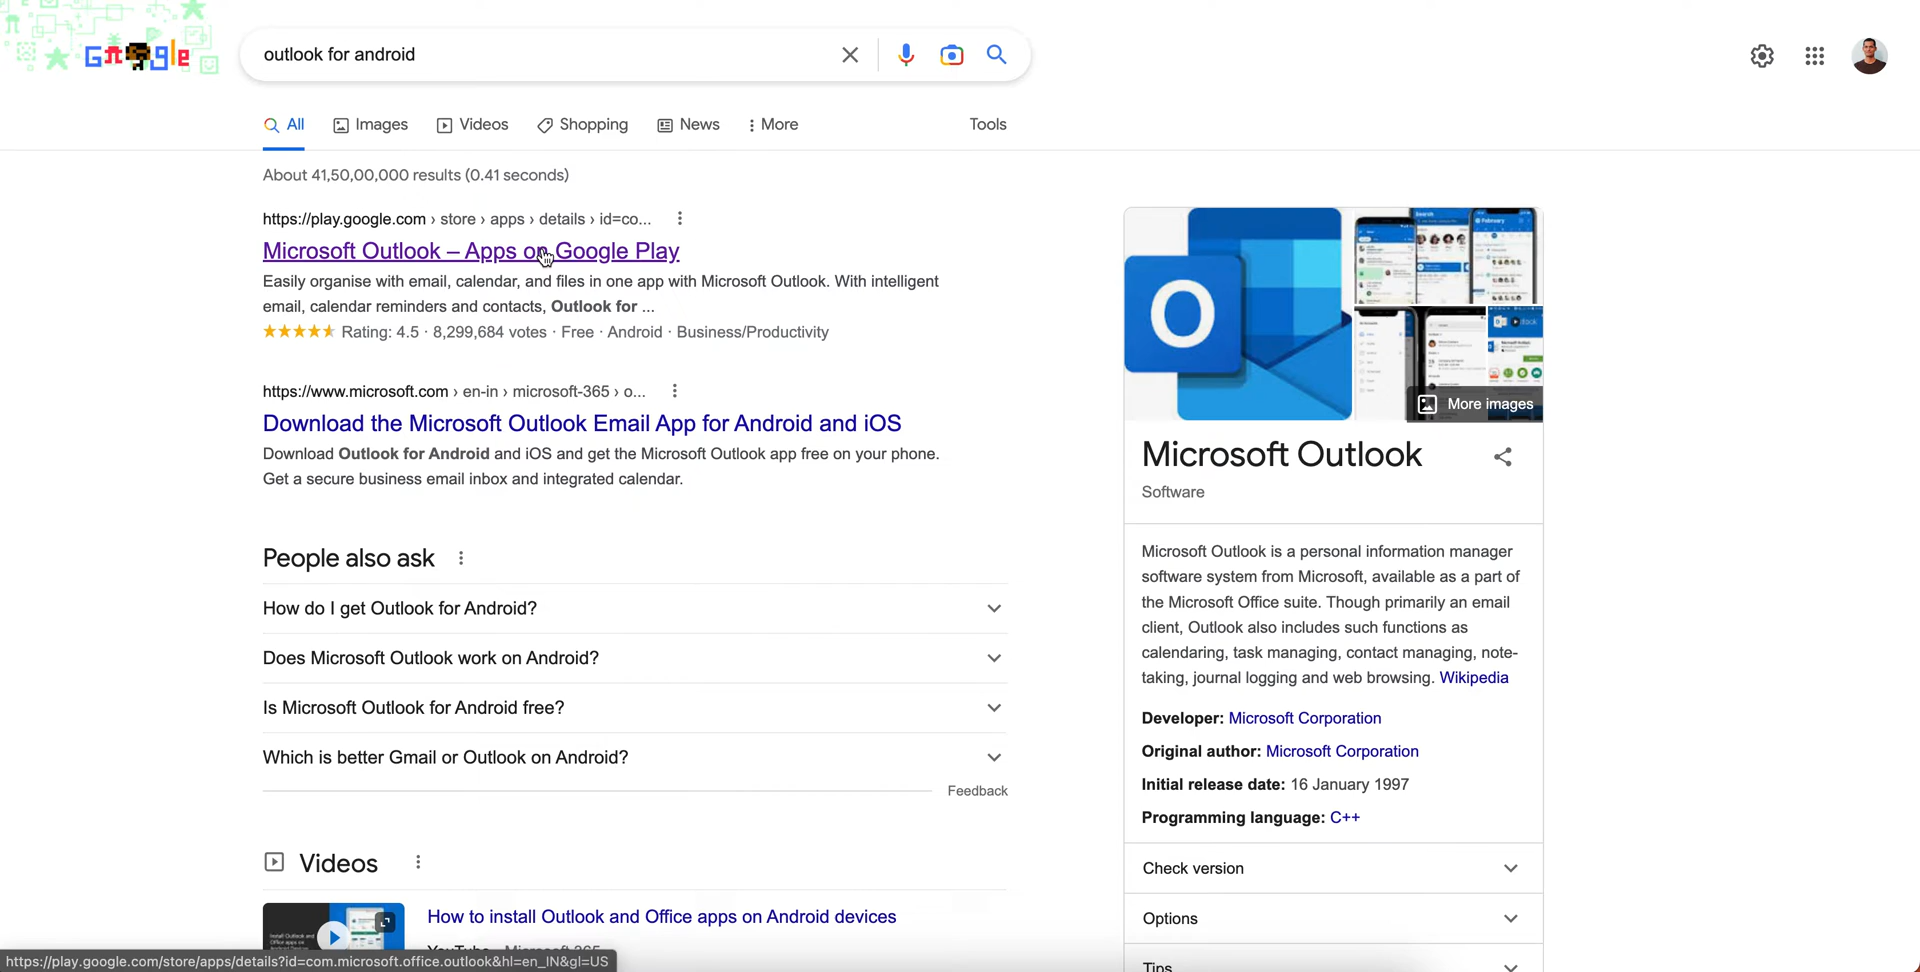 Google
outlook for android
All
Images
Videos
Shopping
News
More
Tools
About 41,50,00,000 results (0.41 seconds)
https://play.google.com › store › apps › details › id=co...
Microsoft Outlook – Apps on Google Play
Easily organise with email, calendar, and files in one app with Microsoft Outlook. With intelligent
email, calendar reminders and contacts, Outlook for ...
Rating: 4.5 · 8,299,684 votes · Free · Android · Business/Productivity
https://www.microsoft.com › en-in › microsoft-365 › o...
Download the Microsoft Outlook Email App for Android and iOS
Download Outlook for Android and iOS and get the Microsoft Outlook app free on your phone.
Get a secure business email inbox and integrated calendar.
People also ask
How do I get Outlook for Android?
Does Microsoft Outlook work on Android?
Is Microsoft Outlook for Android free?
Which is better Gmail or Outlook on Android?
Feedback
Videos
How to install Outlook and Office apps on Android devices
YouTube · Microsoft 365
https://play.google.com/store/apps/details?id=com.microsoft.office.outlook&hl=en_IN&gl=US
O
More images
Microsoft Outlook
Software
Microsoft Outlook is a personal information manager
software system from Microsoft, available as a part of
the Microsoft Office suite. Though primarily an email
client, Outlook also includes such functions as
calendaring, task managing, contact managing, note-
taking, journal logging and web browsing. Wikipedia
Developer: Microsoft Corporation
Original author: Microsoft Corporation
Initial release date: 16 January 1997
Programming language: C++
Check version
Options
Tips